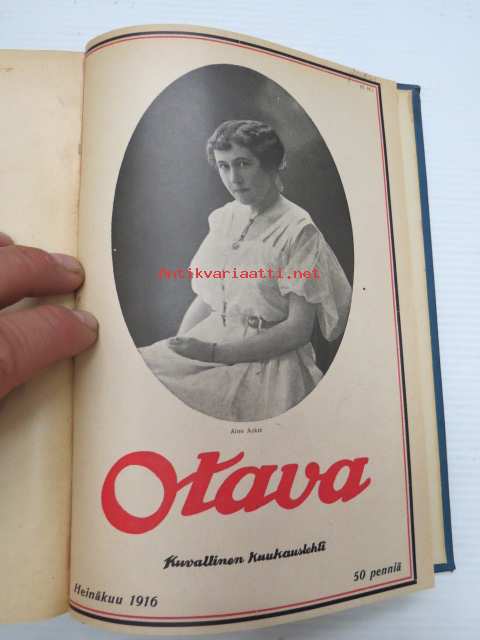 Antikvariaatti.net
Aino Ackté
Otava
Kuvallinen Kuukauslehti
Heinäkuu 1916
50 penniä